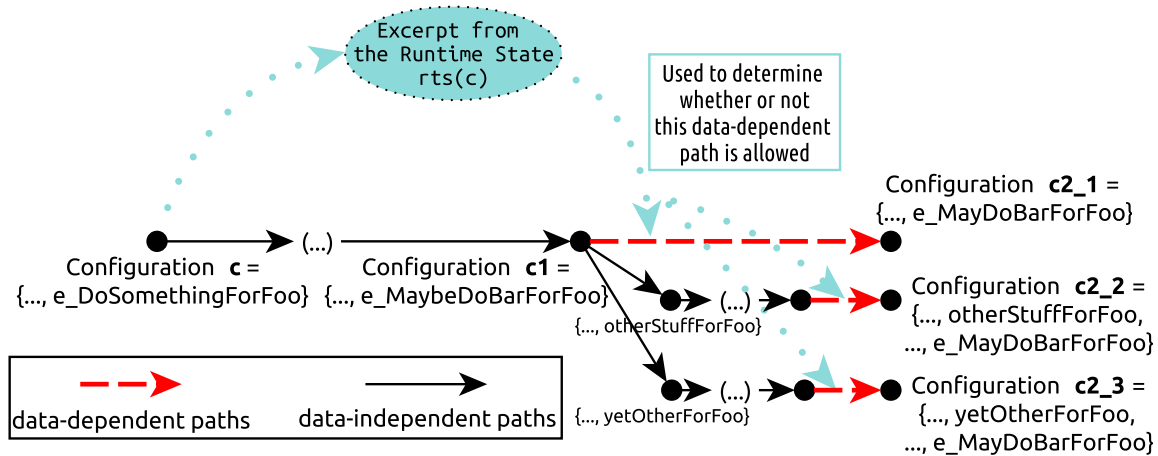 Excerpt from
the Runtime State
rts(c)
Used to determine
whether or not
this data-dependent
path is allowed
Configuration c2_1 =
{..., e_MayDoBarForFoo}
(...)
Configuration c =
{..., e_DoSomethingForFoo}
Configuration c1 =
{..., e_MaybeDoBarForFoo}
(...)
{..., otherStuffForFoo}
Configuration c2_2 =
{..., otherStuffForFoo,
..., e_MayDoBarForFoo}
(...)
{..., yetOtherForFoo}
Configuration c2_3 =
{..., yetOtherForFoo,
..., e_MayDoBarForFoo}
data-dependent paths
data-independent paths